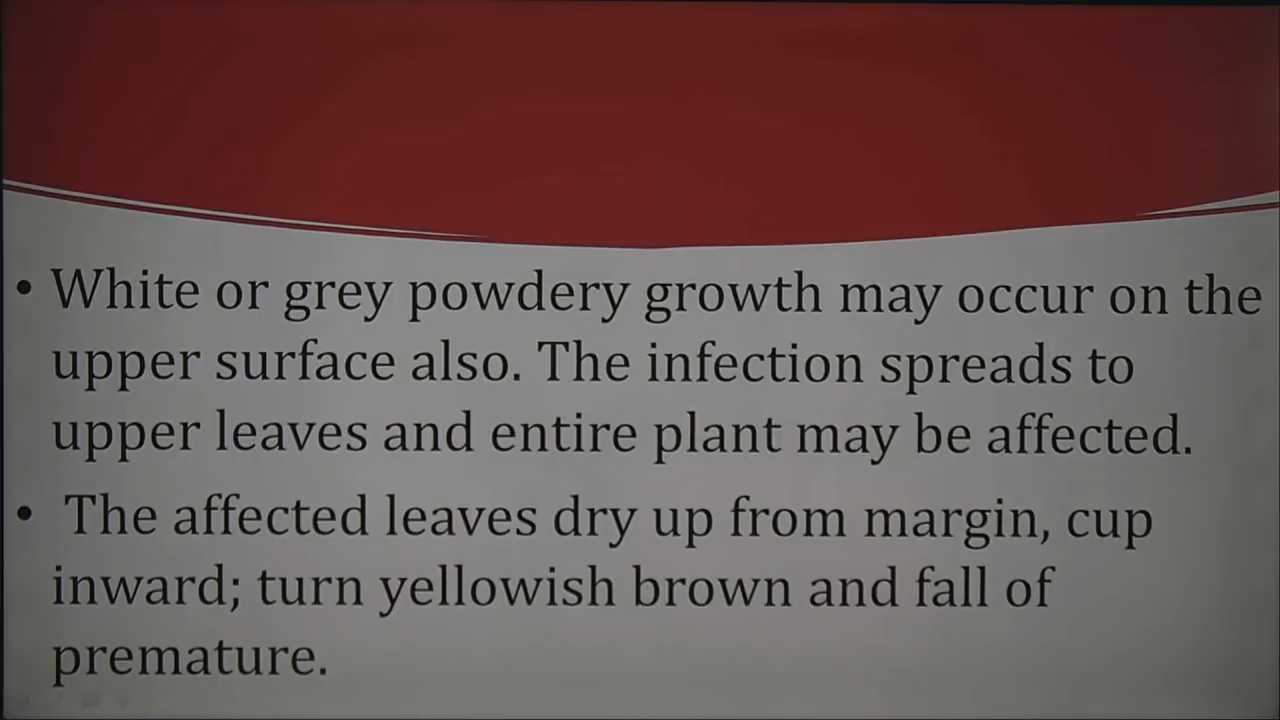 • White or grey powdery growth may occur on the
upper surface also. The infection spreads to
upper leaves and entire plant may be affected.
• The affected leaves dry up from margin, cup
inward; turn yellowish brown and fall of
premature.